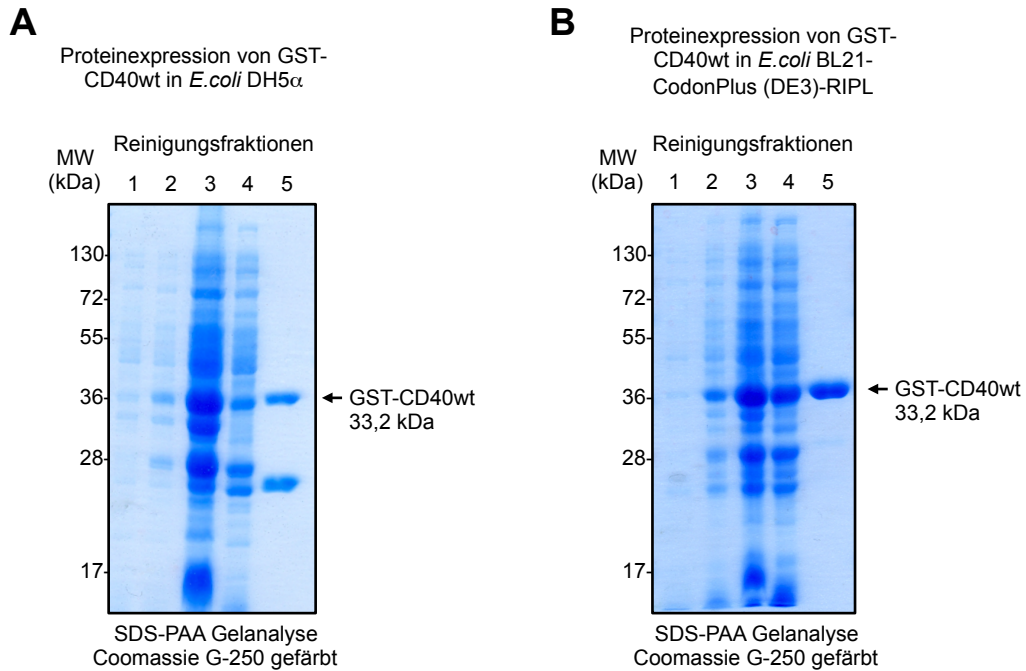 A
Proteinexpression von GST-
CD40wt in E.coli DH5α
Reinigungsfraktionen
MW
(kDa)
1 2 3 4 5
130
72
55
36
28
17
GST-CD40wt
33,2 kDa
SDS-PAA Gelanalyse
Coomassie G-250 gefärbt
B
Proteinexpression von GST-
CD40wt in E.coli BL21-
CodonPlus (DE3)-RIPL
Reinigungsfraktionen
MW
(kDa)
1 2 3 4 5
130
72
55
36
28
17
GST-CD40wt
33,2 kDa
SDS-PAA Gelanalyse
Coomassie G-250 gefärbt